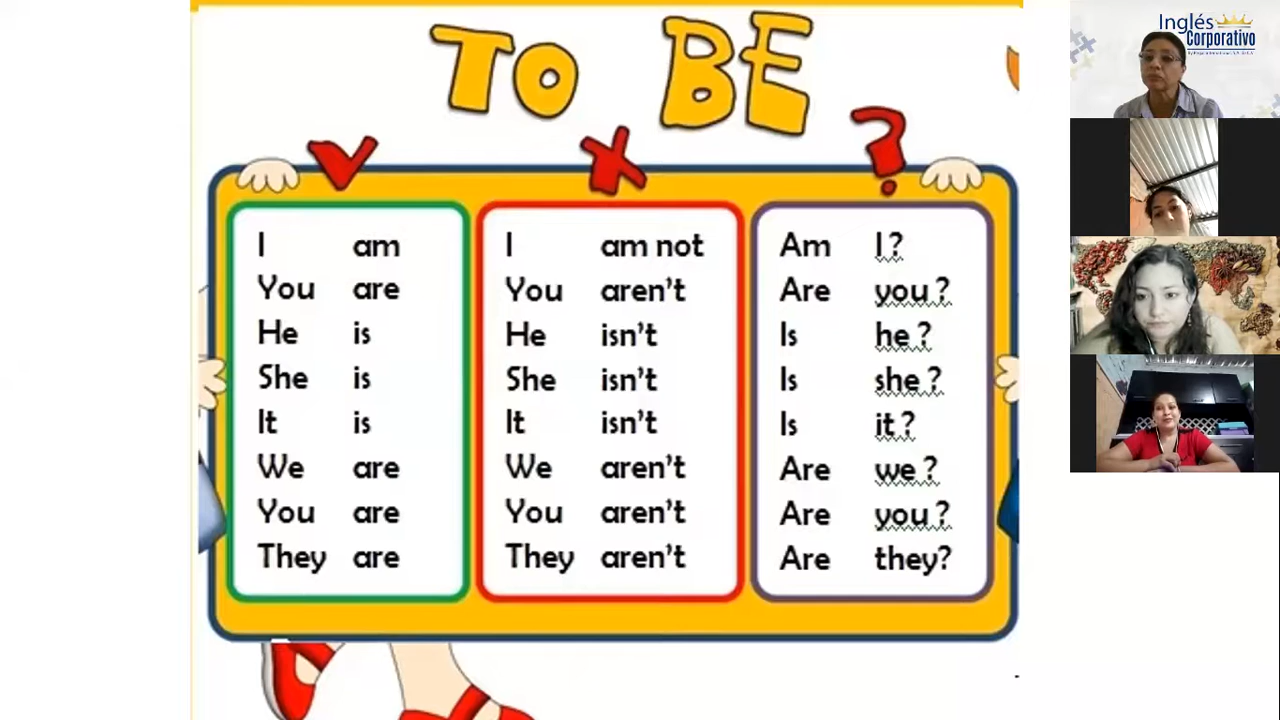 TO BE
I am
You are
He is
She is
It is
We are
You are
They are
I am not
You aren't
He isn't
She isn't
It isn't
We aren't
You aren't
They aren't
Am I?
Are you?
Is he?
Is she?
Is it?
Are we?
Are you?
Are they?
Inglés
Corporativo